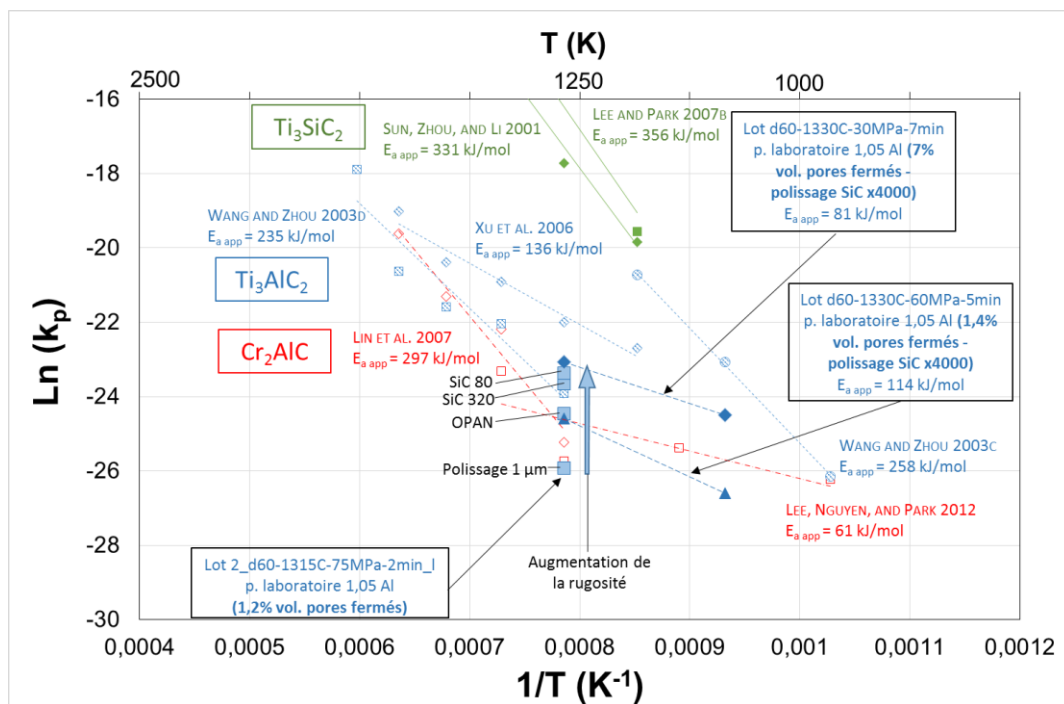 T (K)
2500
1250
1000
-16
-18
-20
-22
-24
-26
-28
-30
Ln (kp)
Ti3SiC2
SUN, ZHOU, AND LI 2001
Ea app = 331 kJ/mol
LEE AND PARK 2007B
Ea app = 356 kJ/mol
Lot d60-1330C-30MPa-7min
p. laboratoire 1,05 Al (7%
vol. pores fermés -
polissage SiC x4000)
Ea app = 81 kJ/mol
WANG AND ZHOU 2003D
Ea app = 235 kJ/mol
XU ET AL. 2006
Ea app = 136 kJ/mol
Ti3AlC2
Lot d60-1330C-60MPa-5min
p. laboratoire 1,05 Al (1,4%
vol. pores fermés -
polissage SiC x4000)
Ea app = 114 kJ/mol
Cr2AlC
LIN ET AL. 2007
Ea app = 297 kJ/mol
SiC 80
SiC 320
OPAN
Polissage 1 µm
WANG AND ZHOU 2003C
Ea app = 258 kJ/mol
LEE, NGUYEN, AND PARK 2012
Ea app = 61 kJ/mol
Lot 2_d60-1315C-75MPa-2min_l
p. laboratoire 1,05 Al
(1,2% vol. pores fermés)
Augmentation de
la rugosité
0,0004
0,0005
0,0006
0,0007
0,0008
0,0009
0,001
0,0011
0,0012
1/T (K-1)